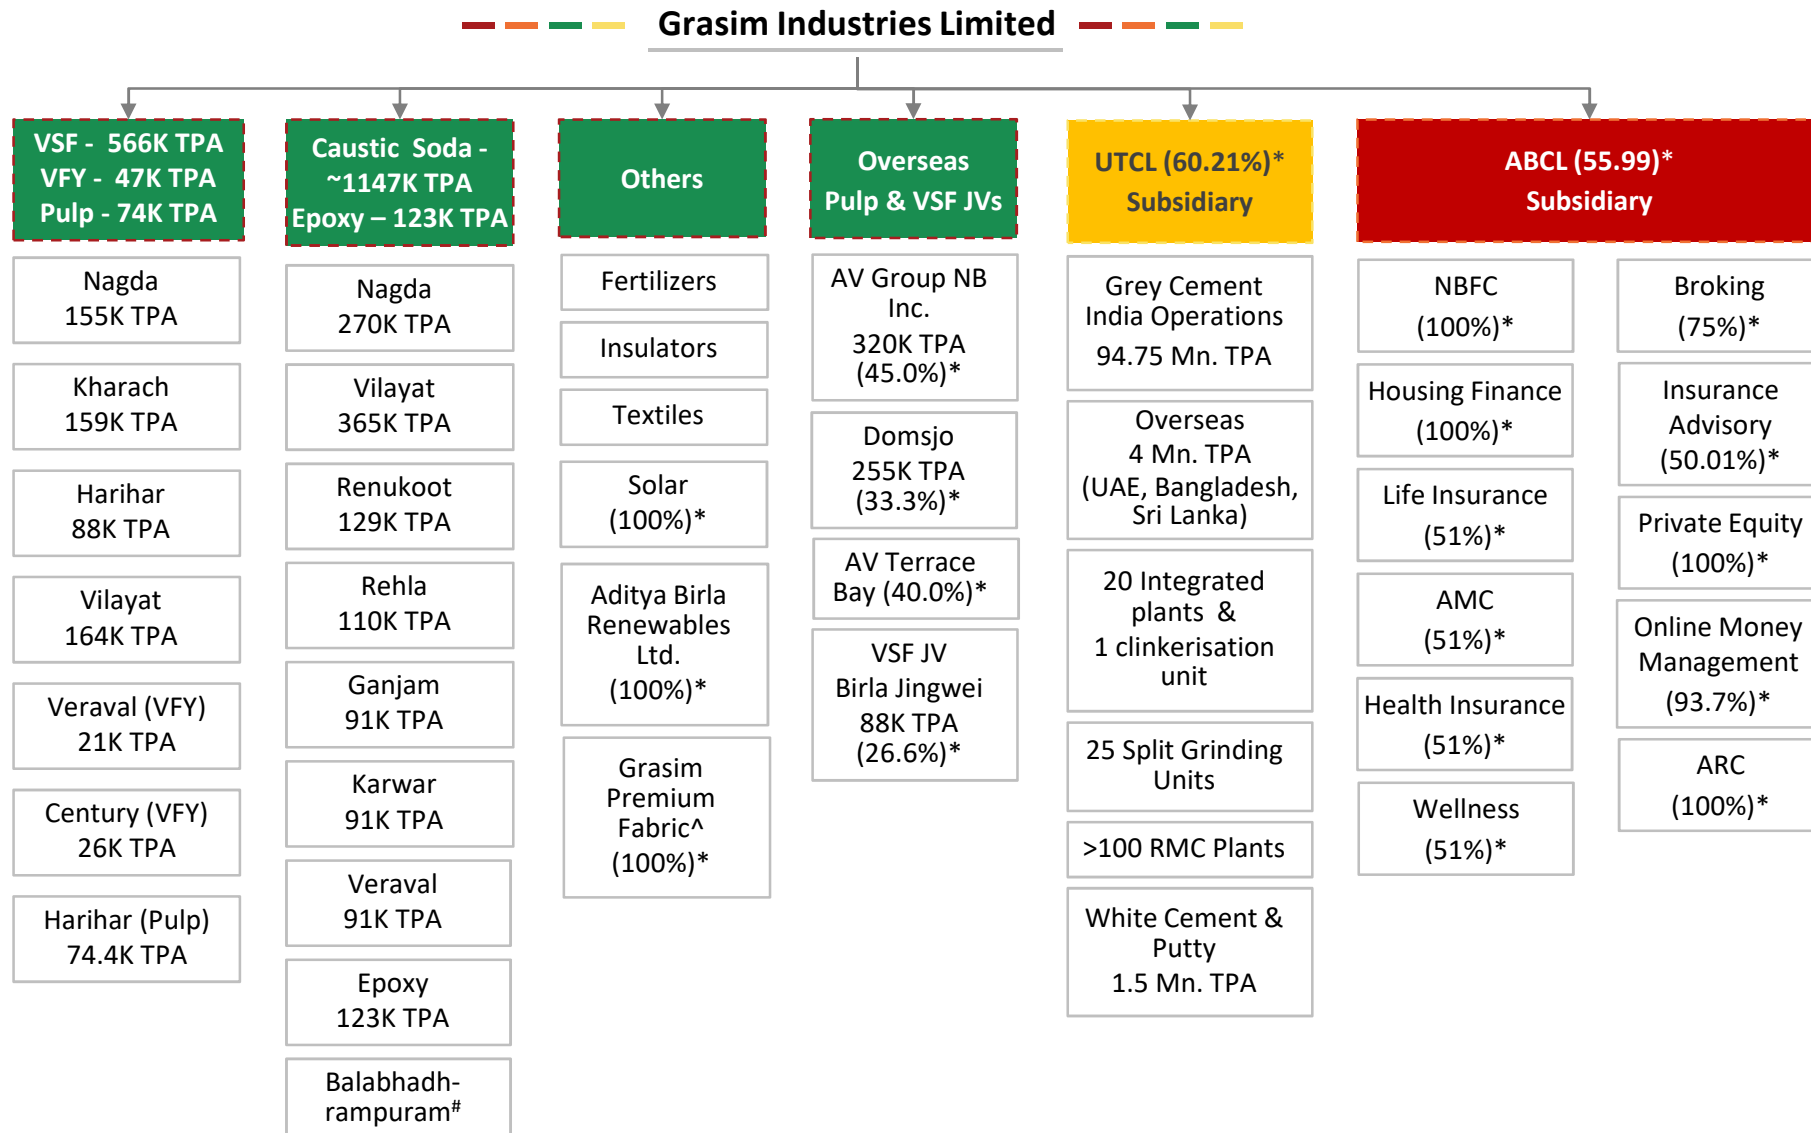 Grasim Industries Limited
VSF - 566K TPA
VFY - 47K TPA
Pulp - 74K TPA
Nagda
155K TPA
Kharach
159K TPA
Harihar
88K TPA
Vilayat
164K TPA
Veraval (VFY)
21K TPA
Century (VFY)
26K TPA
Harihar (Pulp)
74.4K TPA
Caustic Soda -
~1147K TPA
Epoxy – 123K TPA
Nagda
270K TPA
Vilayat
365K TPA
Renukoot
129K TPA
Rehla
110K TPA
Ganjam
91K TPA
Karwar
91K TPA
Veraval
91K TPA
Epoxy
123K TPA
Balabhadh-
rampuram#
Others
Fertilizers
Insulators
Textiles
Solar
(100%)*
Aditya Birla
Renewables
Ltd.
(100%)*
Grasim
Premium
Fabric^
(100%)*
Overseas
Pulp & VSF JVs
AV Group NB
Inc.
320K TPA
(45.0%)*
Domsjo
255K TPA
(33.3%)*
AV Terrace
Bay (40.0%)*
VSF JV
Birla Jingwei
88K TPA
(26.6%)*
UTCL (60.21%)*
Subsidiary
Grey Cement
India Operations
94.75 Mn. TPA
Overseas
4 Mn. TPA
(UAE, Bangladesh,
Sri Lanka)
20 Integrated
plants &
1 clinkerisation
unit
25 Split Grinding
Units
>100 RMC Plants
White Cement &
Putty
1.5 Mn. TPA
ABCL (55.99)*
Subsidiary
NBFC
(100%)*
Housing Finance
(100%)*
Life Insurance
(51%)*
AMC
(51%)*
Health Insurance
(51%)*
Wellness
(51%)*
Broking
(75%)*
Insurance
Advisory
(50.01%)*
Private Equity
(100%)*
Online Money
Management
(93.7%)*
ARC
(100%)*